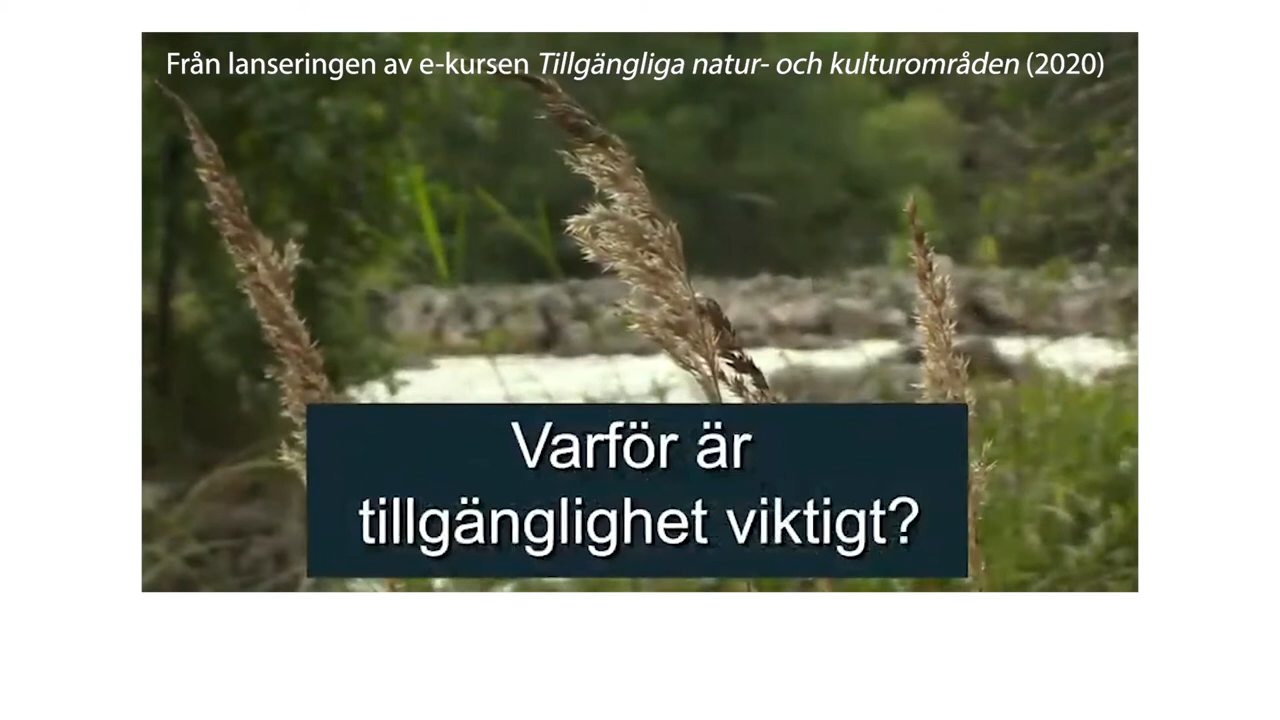 Från lanseringen av e-kursen Tillgängliga natur- och kulturområden (2020)
Varför är
tillgänglighet viktigt?